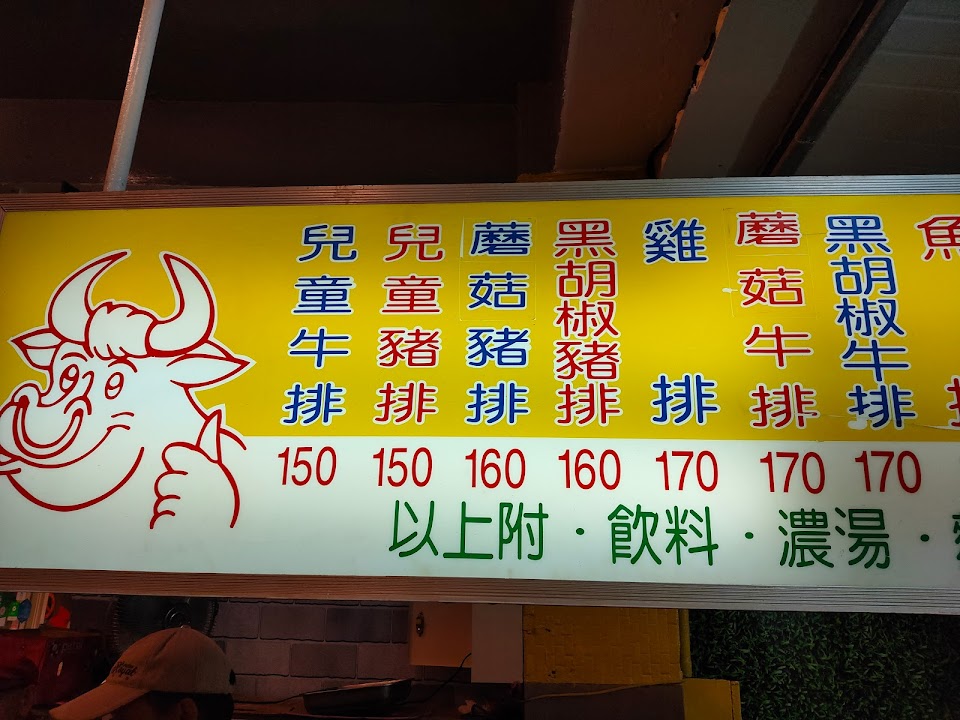 兒童牛排
兒童豬排
蘑菇豬排
黑胡椒豬排
雞排
蘑菇牛排
黑胡椒牛排
魚
150 150 160 160 170 170 170
以上附·飲料·濃湯·